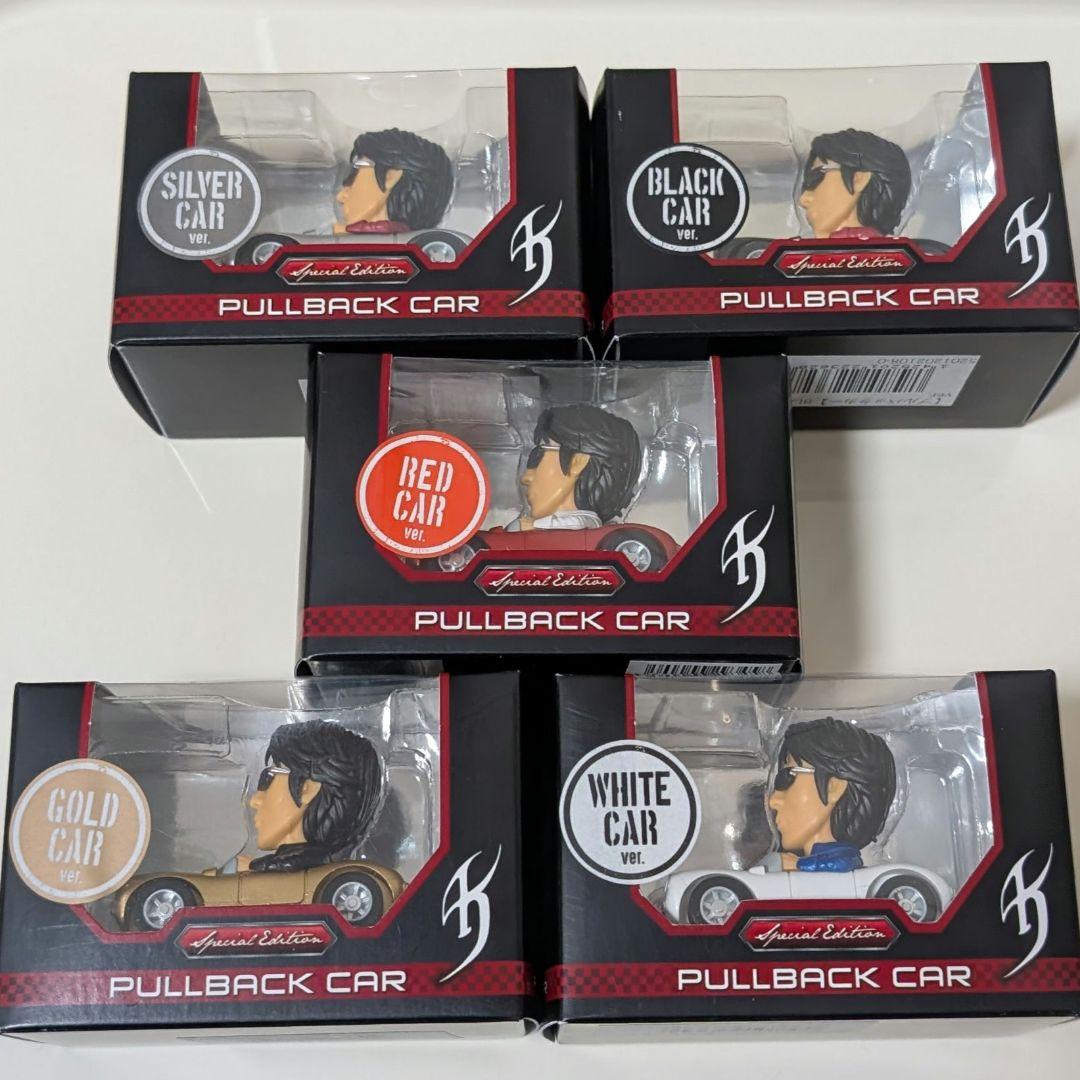 SILVER
CAR
ver.
Special Edition
PULLBACK CAR
BLACK
CAR
ver.
Special Edition
PULLBACK CAR
RED
CAR
ver.
Special Edition
PULLBACK CAR
GOLD
CAR
ver.
Special Edition
PULLBACK CAR
WHITE
CAR
ver.
Special Edition
PULLBACK CAR